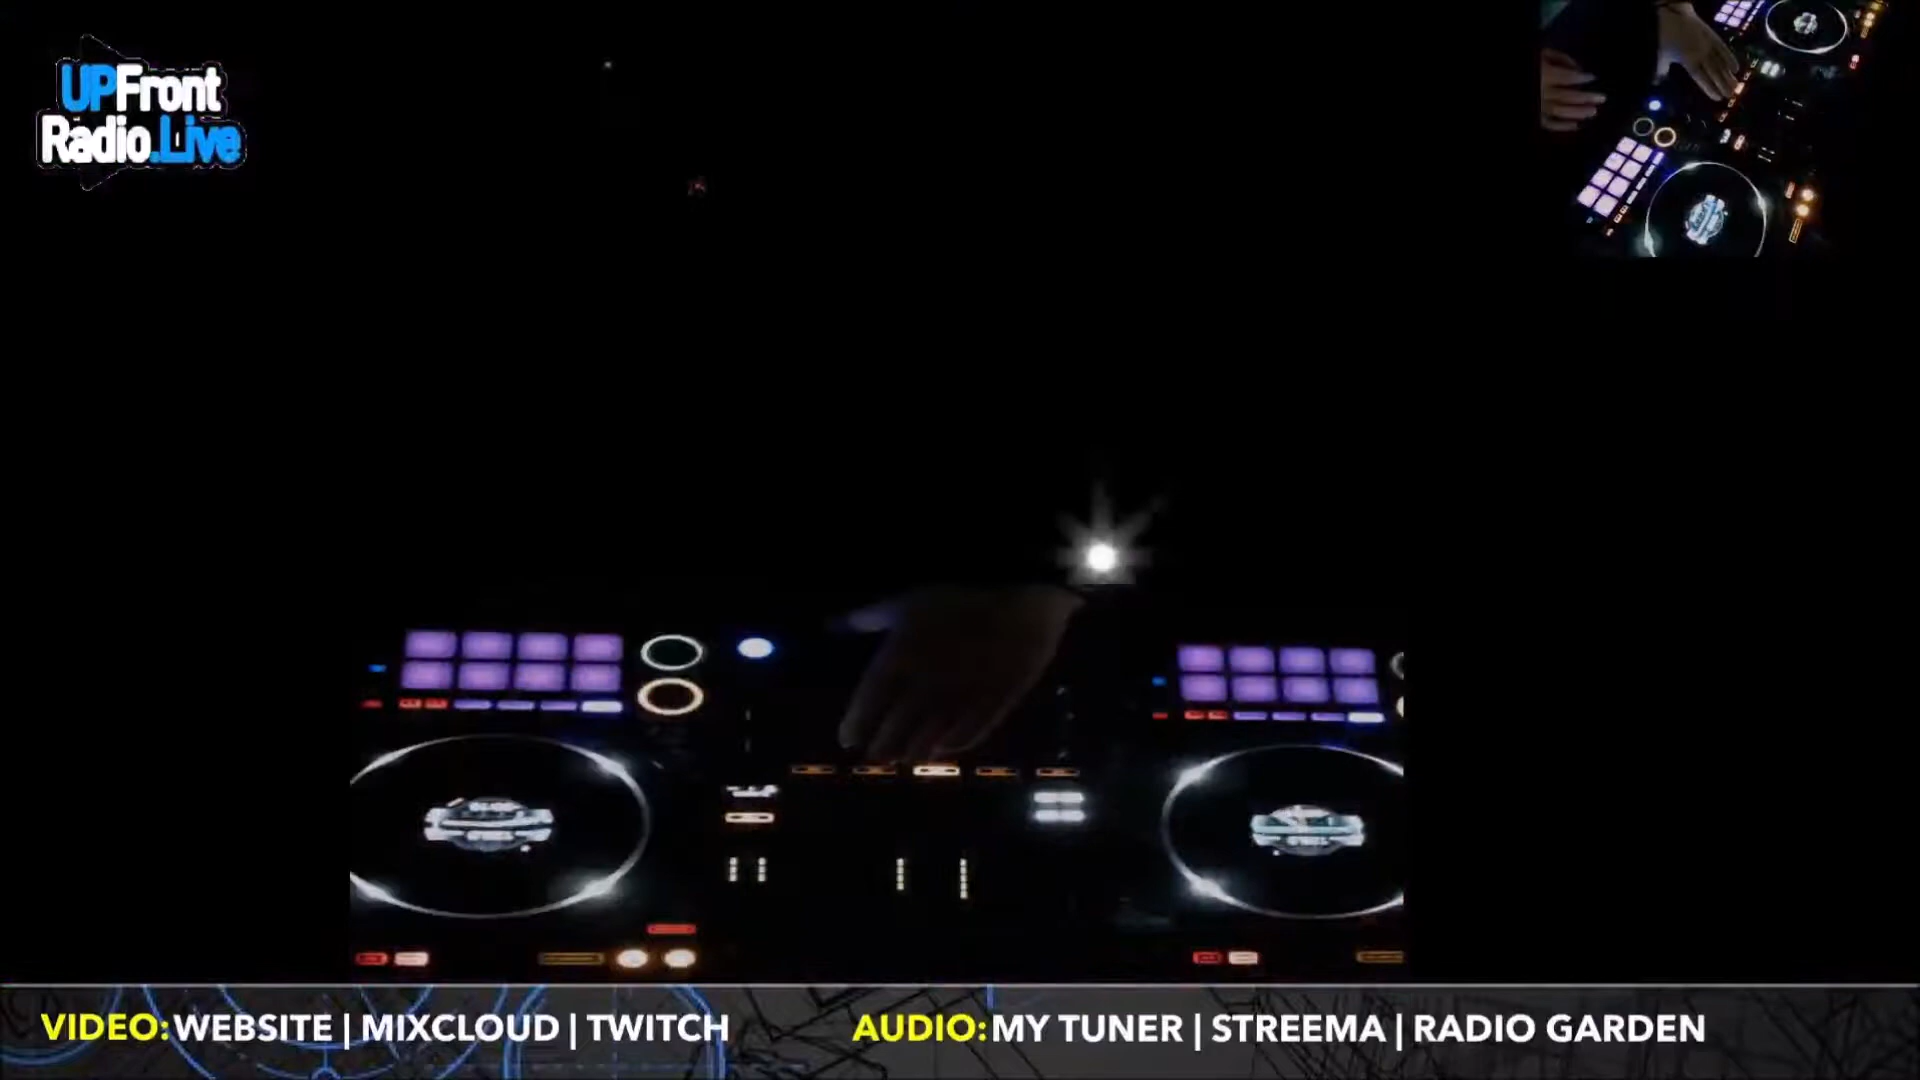 UPFront
Radio.Live
VIDEO: WEBSITE | MIXCLOUD | TWITCH
AUDIO: MY TUNER | STREEMA | RADIO GARDEN